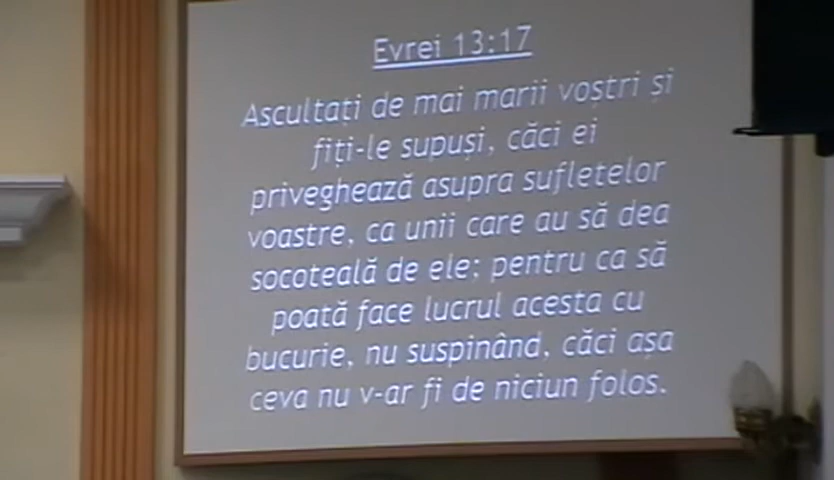 Evrei 13:17
Ascultați de mai marii voștri și
fiți-le supuși, căci ei
priveghează asupra sufletelor
voastre, ca unii care au să dea
socoteală de ele; pentru ca să
poată face lucrul acesta cu
bucurie, nu suspinând, căci așa
ceva nu v-ar fi de niciun folos.